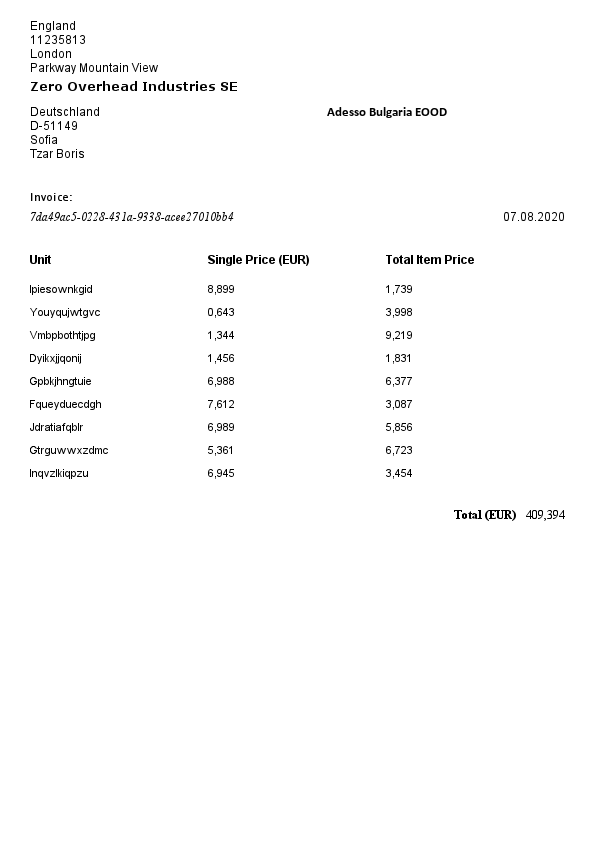 England
11235813
London
Parkway Mountain View
Zero Overhead Industries SE
Deutschland Adesso Bulgaria EOOD
D-51149
Sofia
Tzar Boris
Invoice:
7da49ac5-0228-431a-9338-acee27010bb4 07.08.2020
Unit Single Price (EUR) Total Item Price
Ipiesownkgid 8,899 1,739
Youyqujwtgvc 0,643 3,998
Vmbpbothtjpg 1,344 9,219
Dyikxjjqonij 1,456 1,831
Gpbkjhngtuie 6,988 6,377
Fqueyduecdgh 7,612 3,087
Jdratiafqblr 6,989 5,856
Gtrguwwxzdmc 5,361 6,723
Inqvzlkiqpzu 6,945 3,454
Total (EUR) 409,394